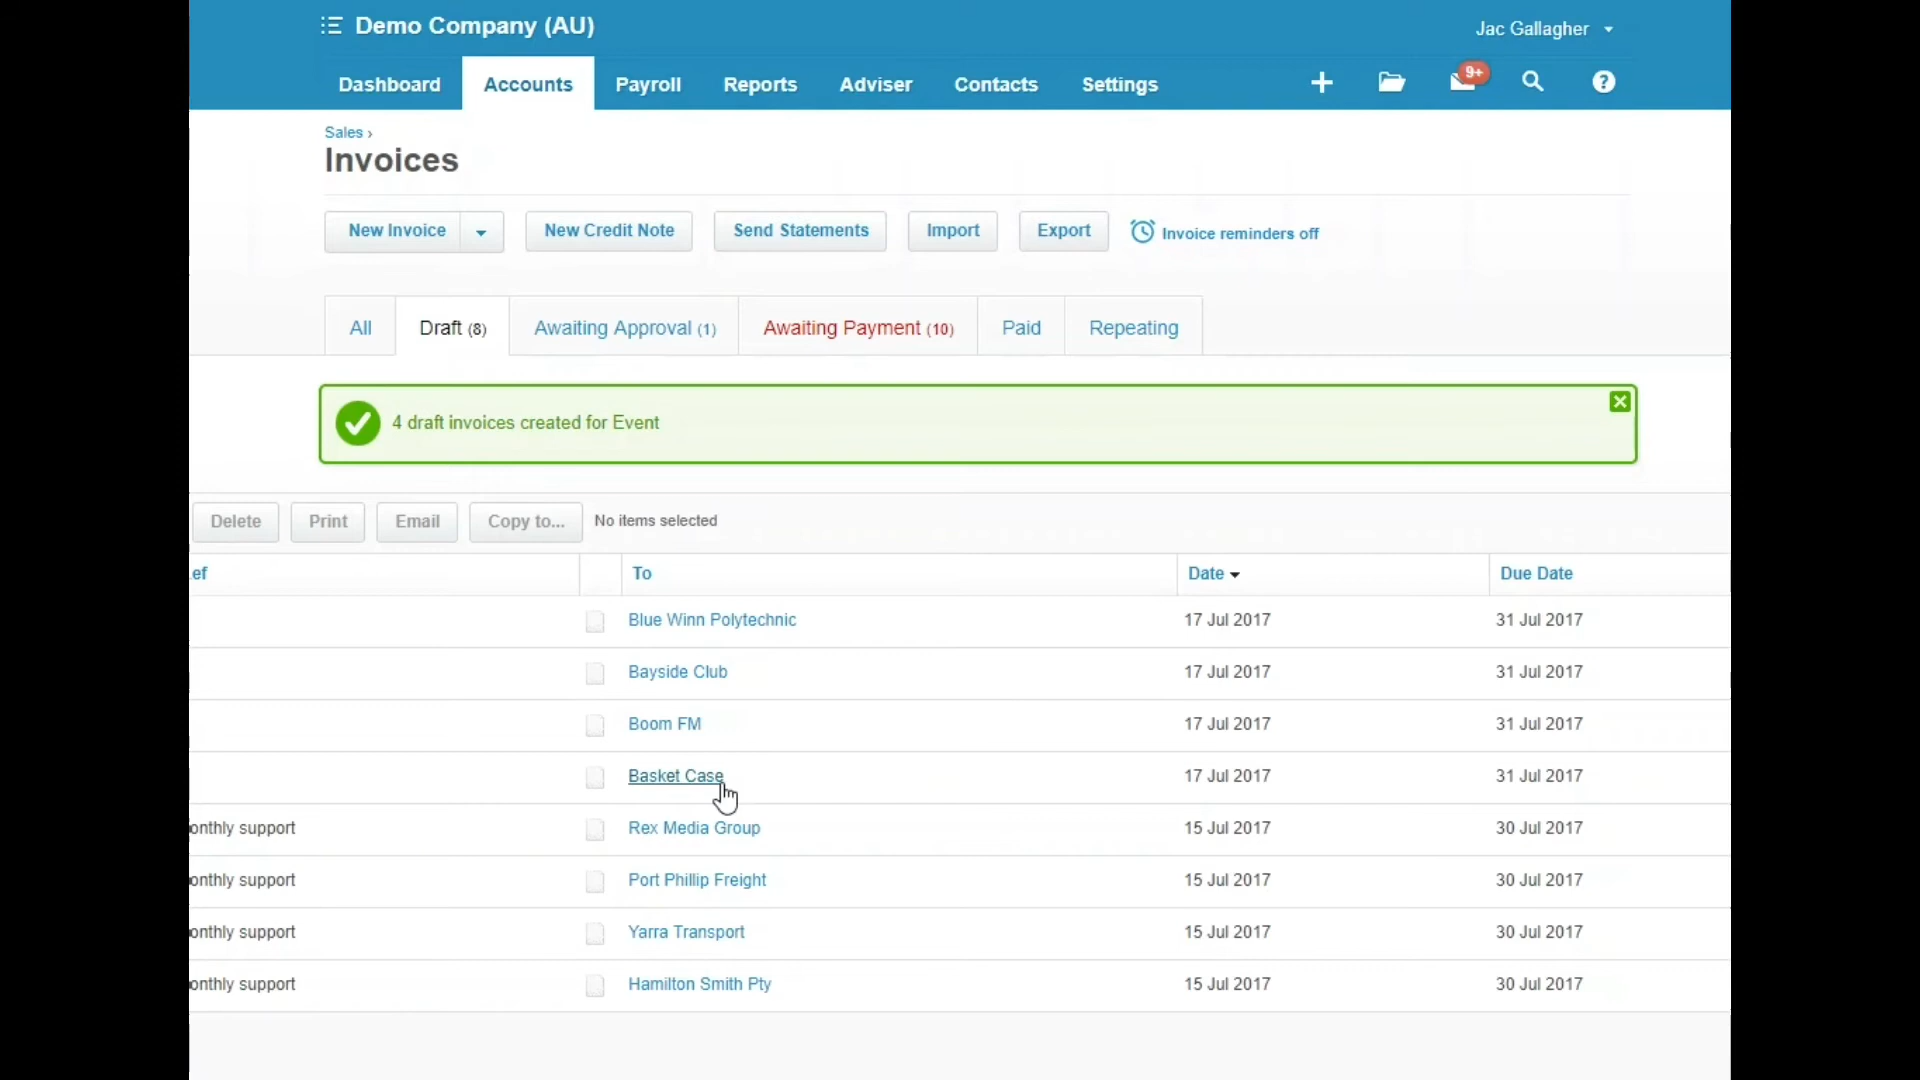 Demo Company (AU)
Jac Gallagher
Dashboard Accounts Payroll Reports Adviser Contacts Settings 9+ ?
Sales ›
Invoices
New Invoice New Credit Note Send Statements Import Export Invoice reminders off
All Draft (8) Awaiting Approval (1) Awaiting Payment (10) Paid Repeating
4 draft invoices created for Event
Delete Print Email Copy to... No items selected
ef To Date Due Date
Blue Winn Polytechnic 17 Jul 2017 31 Jul 2017
Bayside Club 17 Jul 2017 31 Jul 2017
Boom FM 17 Jul 2017 31 Jul 2017
Basket Case 17 Jul 2017 31 Jul 2017
onthly support Rex Media Group 15 Jul 2017 30 Jul 2017
onthly support Port Phillip Freight 15 Jul 2017 30 Jul 2017
onthly support Yarra Transport 15 Jul 2017 30 Jul 2017
onthly support Hamilton Smith Pty 15 Jul 2017 30 Jul 2017